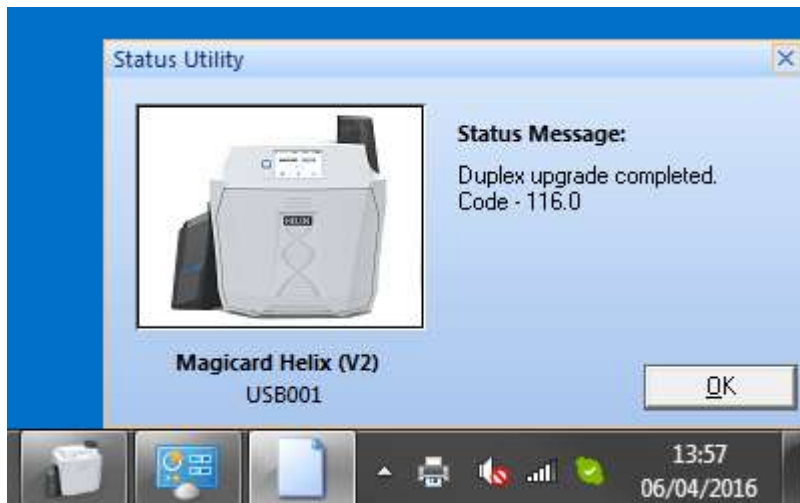 Status Utility
Status Message:
Duplex upgrade completed.
Code - 116.0
HELIX
Magicard Helix (V2)
USB001
OK
13:57
06/04/2016